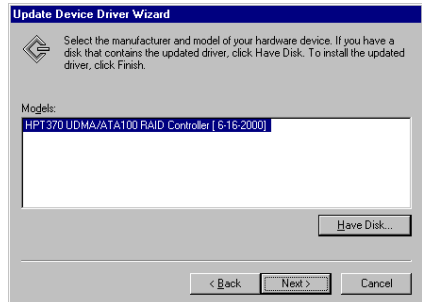 Update Device Driver Wizard
Select the manufacturer and model of your hardware device. If you have a
disk that contains the updated driver, click Have Disk. To install the updated
driver, click Finish.
Models:
HPT370 UDMA/ATA100 RAID Controller [ 6-16-2000]
Have Disk...
< Back
Next >
Cancel